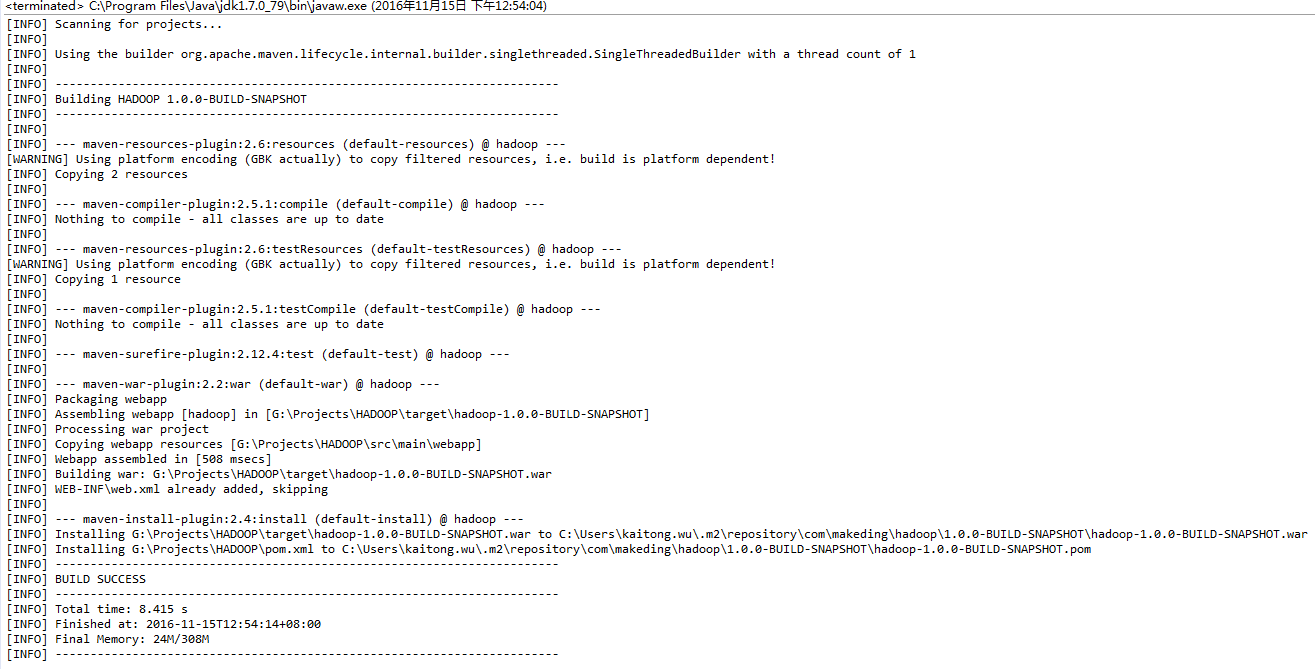 <terminated> C:\Program Files\Java\jdk1.7.0_79\bin\javaw.exe (2016年11月15日 下午12:54:04)
[INFO] Scanning for projects...
[INFO]
[INFO] Using the builder org.apache.maven.lifecycle.internal.builder.singlethreaded.SingleThreadedBuilder with a thread count of 1
[INFO]
[INFO] ------------------------------------------------------------------------
[INFO] Building HADOOP 1.0.0-BUILD-SNAPSHOT
[INFO] ------------------------------------------------------------------------
[INFO]
[INFO] --- maven-resources-plugin:2.6:resources (default-resources) @ hadoop ---
[WARNING] Using platform encoding (GBK actually) to copy filtered resources, i.e. build is platform dependent!
[INFO] Copying 2 resources
[INFO]
[INFO] --- maven-compiler-plugin:2.5.1:compile (default-compile) @ hadoop ---
[INFO] Nothing to compile - all classes are up to date
[INFO]
[INFO] --- maven-resources-plugin:2.6:testResources (default-testResources) @ hadoop ---
[WARNING] Using platform encoding (GBK actually) to copy filtered resources, i.e. build is platform dependent!
[INFO] Copying 1 resource
[INFO]
[INFO] --- maven-compiler-plugin:2.5.1:testCompile (default-testCompile) @ hadoop ---
[INFO] Nothing to compile - all classes are up to date
[INFO]
[INFO] --- maven-surefire-plugin:2.12.4:test (default-test) @ hadoop ---
[INFO]
[INFO] --- maven-war-plugin:2.2:war (default-war) @ hadoop ---
[INFO] Packaging webapp
[INFO] Assembling webapp [hadoop] in [G:\Projects\HADOOP\target\hadoop-1.0.0-BUILD-SNAPSHOT]
[INFO] Processing war project
[INFO] Copying webapp resources [G:\Projects\HADOOP\src\main\webapp]
[INFO] Webapp assembled in [508 msecs]
[INFO] Building war: G:\Projects\HADOOP\target\hadoop-1.0.0-BUILD-SNAPSHOT.war
[INFO] WEB-INF\web.xml already added, skipping
[INFO]
[INFO] --- maven-install-plugin:2.4:install (default-install) @ hadoop ---
[INFO] Installing G:\Projects\HADOOP\target\hadoop-1.0.0-BUILD-SNAPSHOT.war to C:\Users\kaitong.wu\.m2\repository\com\makeding\hadoop\1.0.0-BUILD-SNAPSHOT\hadoop-1.0.0-BUILD-SNAPSHOT.war
[INFO] Installing G:\Projects\HADOOP\pom.xml to C:\Users\kaitong.wu\.m2\repository\com\makeding\hadoop\1.0.0-BUILD-SNAPSHOT\hadoop-1.0.0-BUILD-SNAPSHOT.pom
[INFO] ------------------------------------------------------------------------
[INFO] BUILD SUCCESS
[INFO] ------------------------------------------------------------------------
[INFO] Total time: 8.415 s
[INFO] Finished at: 2016-11-15T12:54:14+08:00
[INFO] Final Memory: 24M/308M
[INFO] ------------------------------------------------------------------------